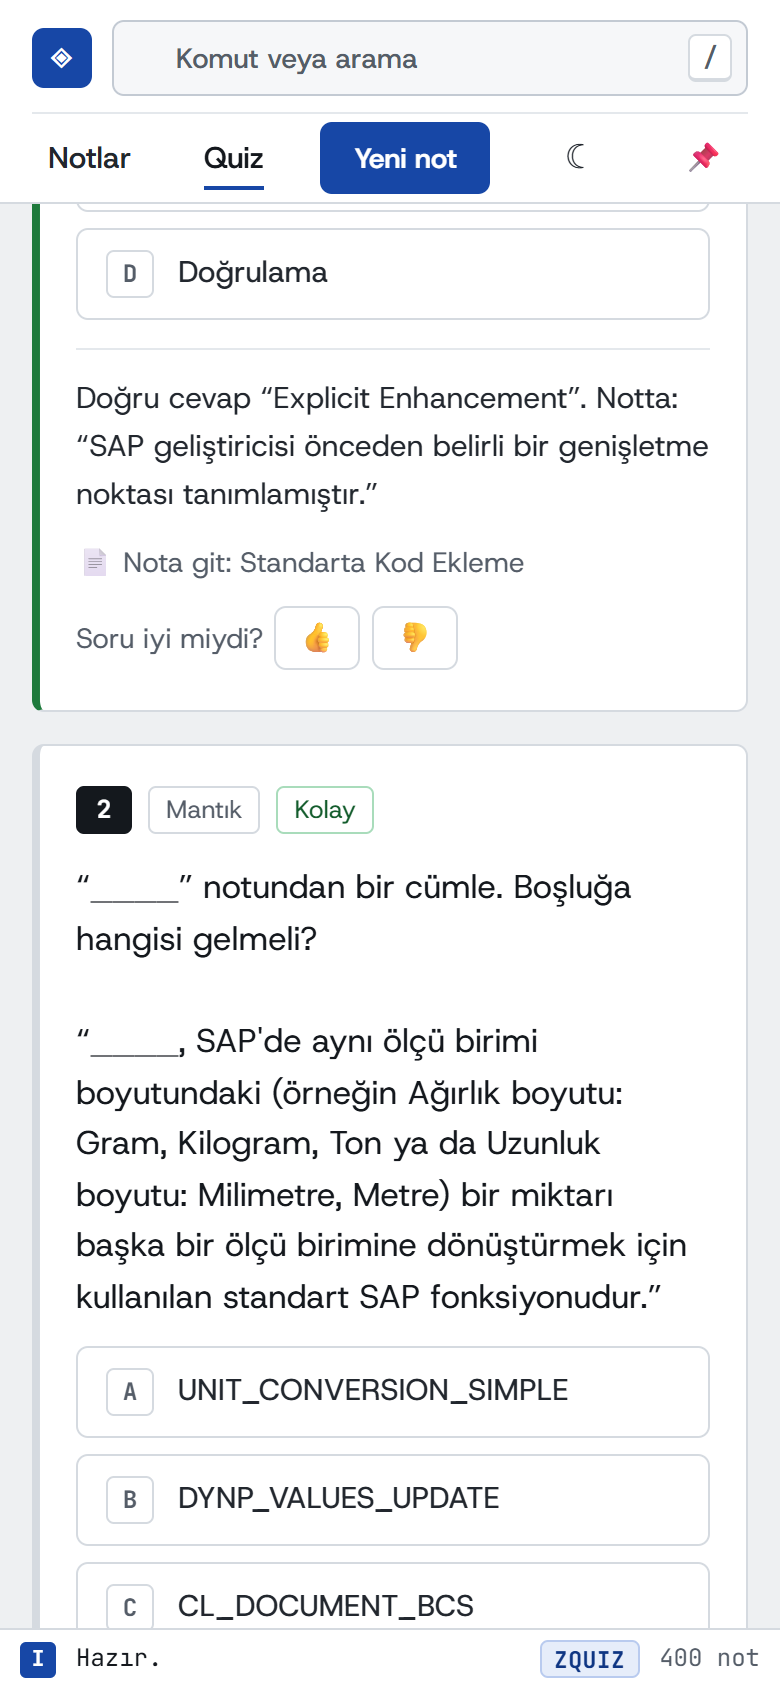 Komut veya arama /
Notlar Quiz Yeni not
D Doğrulama
Doğru cevap “Explicit Enhancement”. Notta:
“SAP geliştiricisi önceden belirli bir genişletme
noktası tanımlamıştır.”
Nota git: Standarta Kod Ekleme
Soru iyi miydi?
2 Mantık Kolay
“_____” notundan bir cümle. Boşluğa
hangisi gelmeli?
“_____, SAP'de aynı ölçü birimi
boyutundaki (örneğin Ağırlık boyutu:
Gram, Kilogram, Ton ya da Uzunluk
boyutu: Milimetre, Metre) bir miktarı
başka bir ölçü birimine dönüştürmek için
kullanılan standart SAP fonksiyonudur.”
A UNIT_CONVERSION_SIMPLE
B DYNP_VALUES_UPDATE
C CL_DOCUMENT_BCS
I Hazır. ZQUIZ 400 not